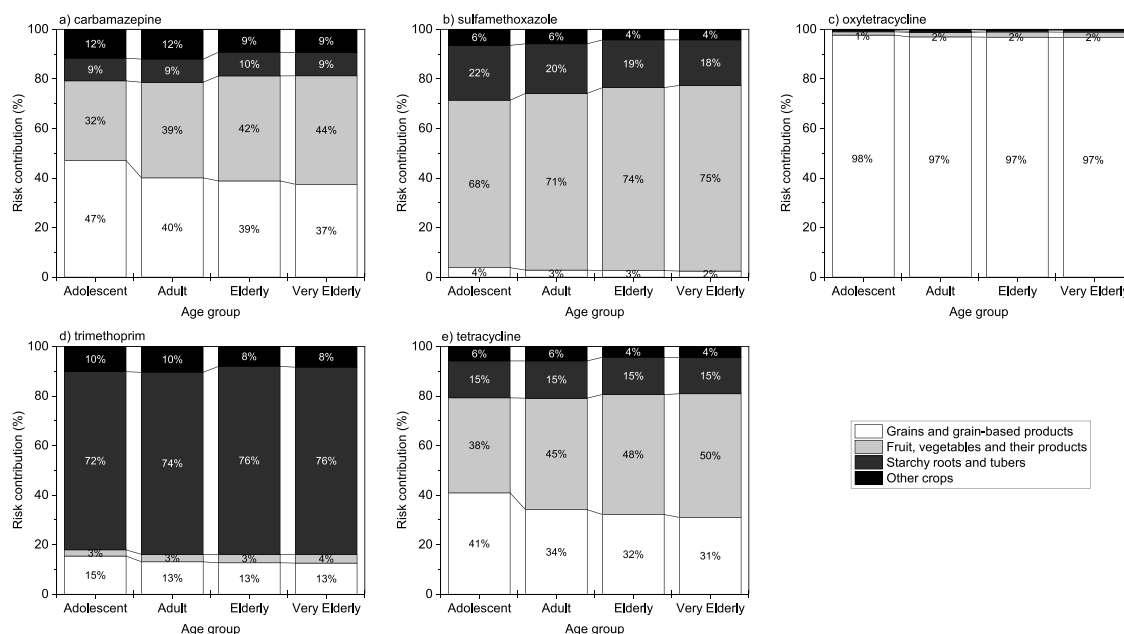 a) carbamazepine
Risk contribution (%)
100
80
60
40
20
0
12% 12% 9% 9%
9% 9% 10% 9%
32% 39% 42% 44%
47% 40% 39% 37%
Adolescent Adult Elderly Very Elderly
Age group
b) sulfamethoxazole
Risk contribution (%)
100
80
60
40
20
0
6% 6% 4% 4%
22% 20% 19% 18%
68% 71% 74% 75%
4% 3% 3% 2%
Adolescent Adult Elderly Very Elderly
Age group
c) oxytetracycline
Risk contribution (%)
100
80
60
40
20
0
1% 2% 2% 2%
98% 97% 97% 97%
Adolescent Adult Elderly Very Elderly
Age group
d) trimethoprim
Risk contribution (%)
100
80
60
40
20
0
10% 10% 8% 8%
72% 74% 76% 76%
3% 3% 3% 4%
15% 13% 13% 13%
Adolescent Adult Elderly Very Elderly
Age group
e) tetracycline
Risk contribution (%)
100
80
60
40
20
0
6% 6% 4% 4%
15% 15% 15% 15%
38% 45% 48% 50%
41% 34% 32% 31%
Adolescent Adult Elderly Very Elderly
Age group
Grains and grain-based products
Fruit, vegetables and their products
Starchy roots and tubers
Other crops